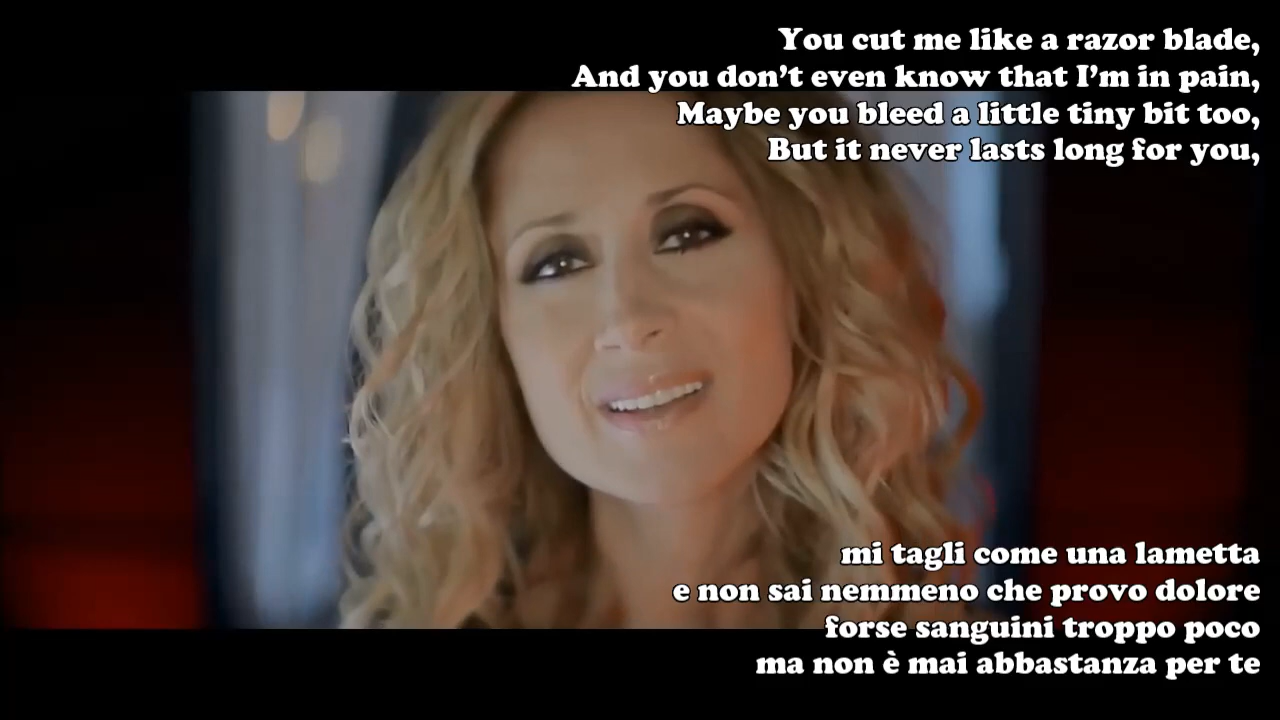 You cut me like a razor blade,
And you don’t even know that I’m in pain,
Maybe you bleed a little tiny bit too,
But it never lasts long for you,
mi tagli come una lametta
e non sai nemmeno che provo dolore
forse sanguini troppo poco
ma non è mai abbastanza per te